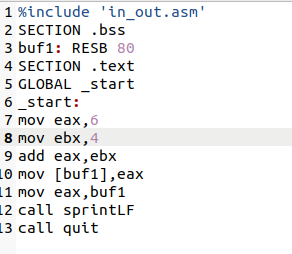 1 %include 'in_out.asm'
2 SECTION .bss
3 buf1: RESB 80
4 SECTION .text
5 GLOBAL _start
6 _start:
7 mov eax,6
8 mov ebx,4
9 add eax,ebx
10 mov [buf1],eax
11 mov eax,buf1
12 call sprintLF
13 call quit